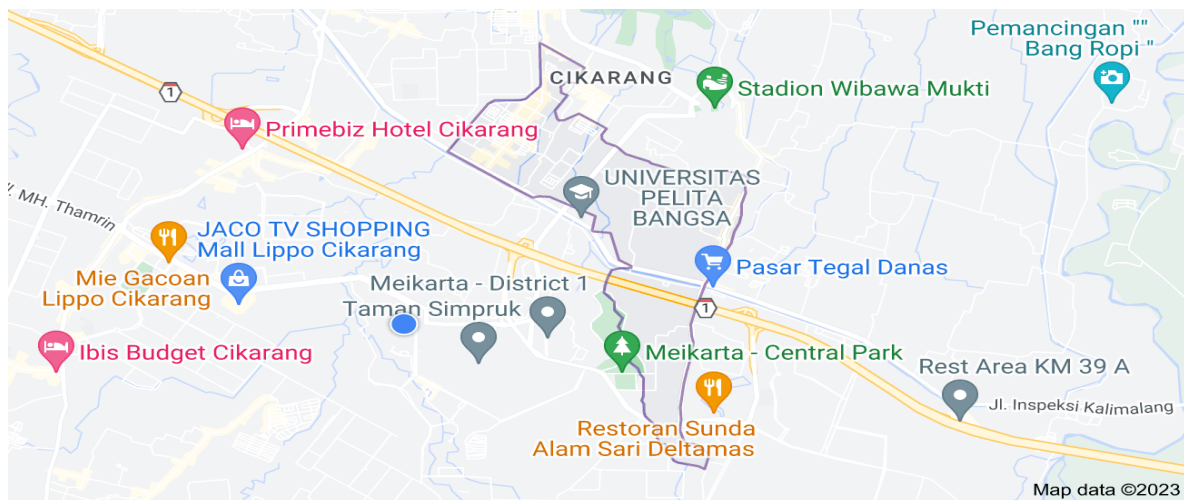 Pemancingan ""
Bang Ropi "
CIKARANG
Stadion Wibawa Mukti
1
Primebiz Hotel Cikarang
UNIVERSITAS
PELITA
BANGSA
MH. Thamrin
JACO TV SHOPPING
Mall Lippo Cikarang
Mie Gacoan
Lippo Cikarang
Pasar Tegal Danas
Meikarta - District 1
Taman Simpruk
1
Ibis Budget Cikarang
Meikarta - Central Park
Rest Area KM 39 A
Jl. Inspeksi Kalimalang
Restoran Sunda
Alam Sari Deltamas
Map data ©2023